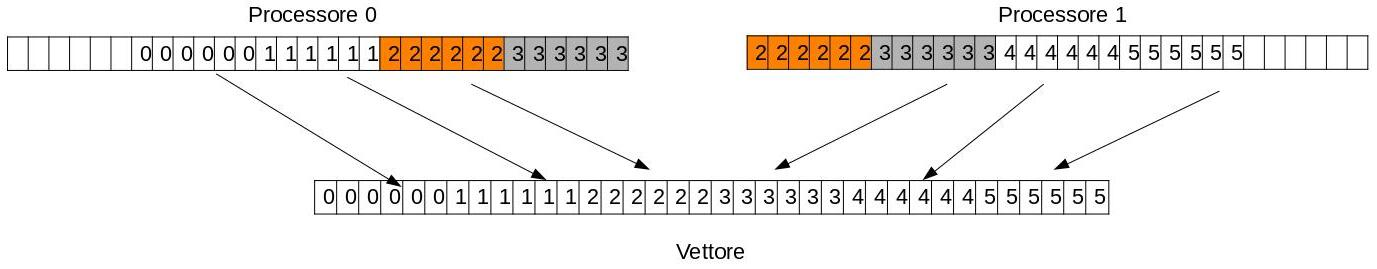 Processore 0 Processore 1
0 0 0 0 0 0 1 1 1 1 1 1 2 2 2 2 2 2 3 3 3 3 3 3 2 2 2 2 2 2 3 3 3 3 3 3 4 4 4 4 4 4 5 5 5 5 5 5
0 0 0 0 0 0 1 1 1 1 1 1 2 2 2 2 2 2 3 3 3 3 3 3 4 4 4 4 4 4 5 5 5 5 5 5
Vettore